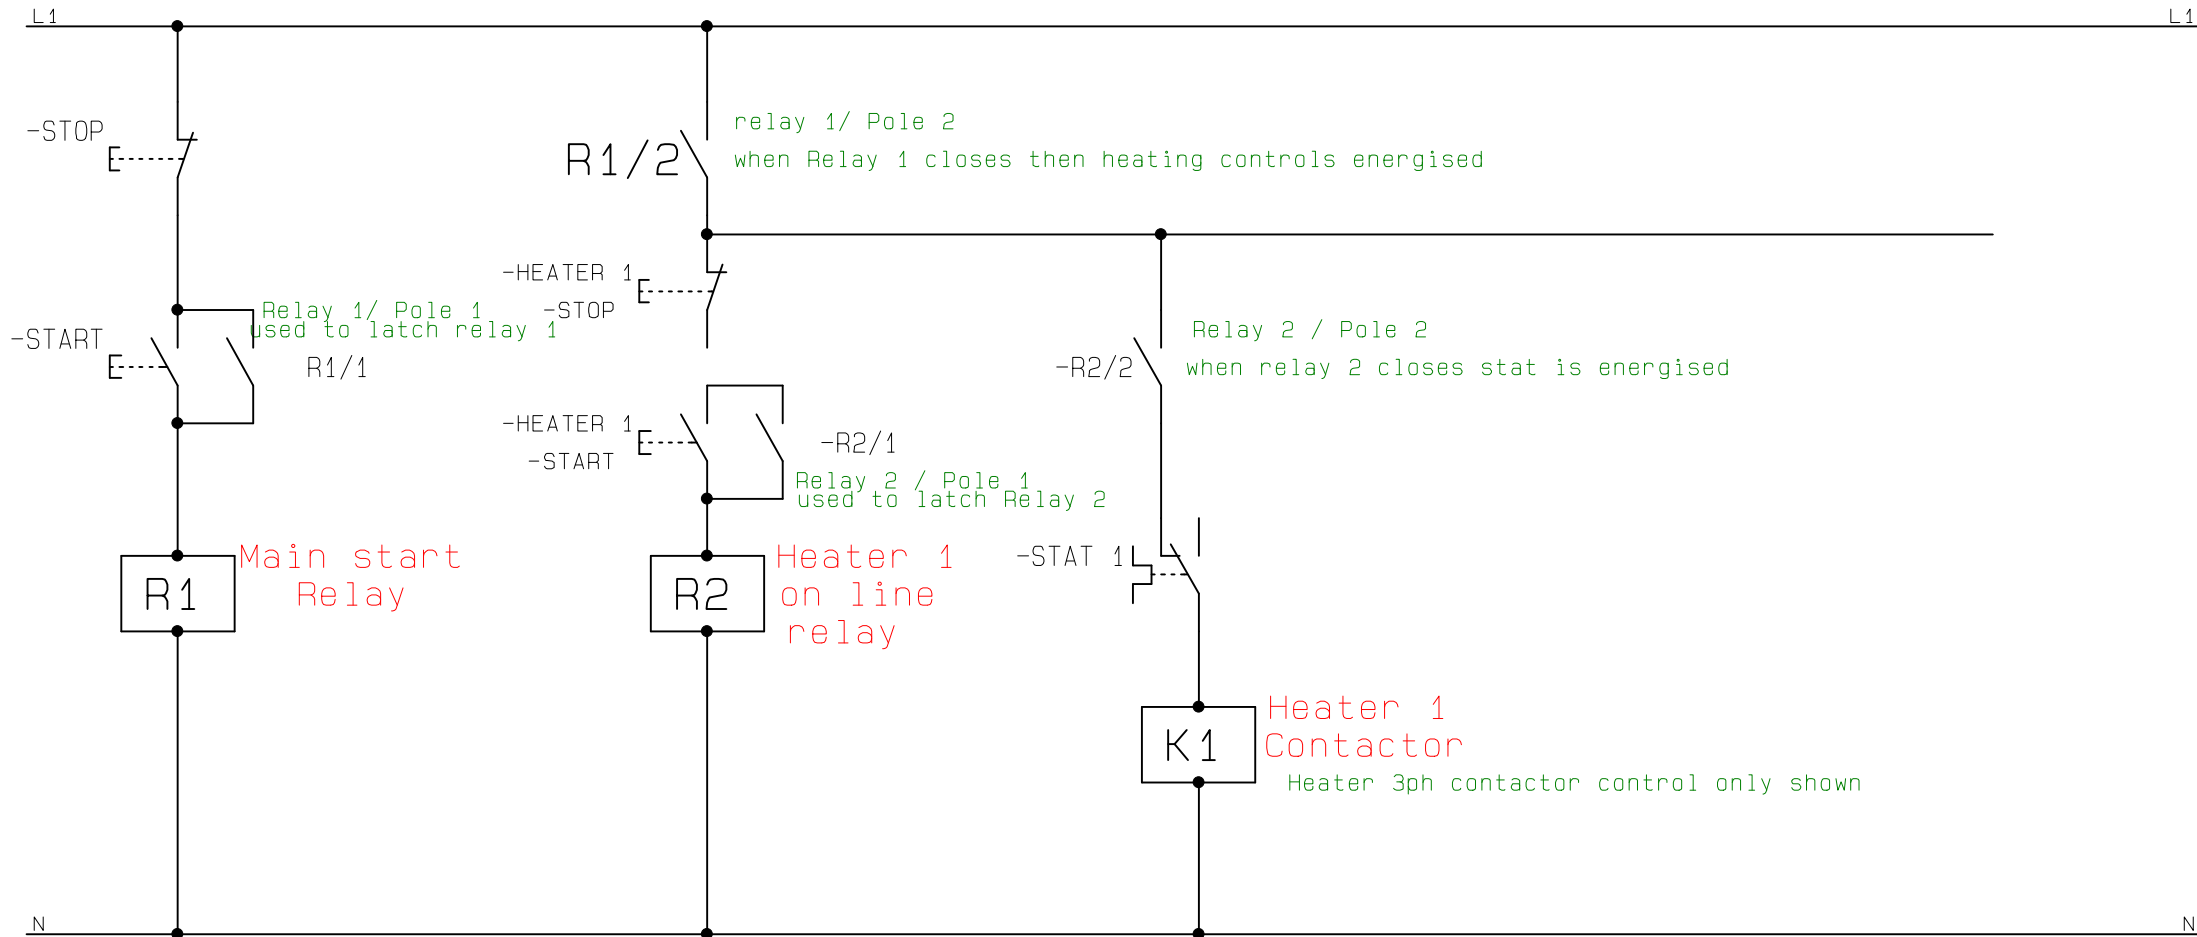 L1
L1
-STOP
relay 1/ Pole 2
R1/2
when Relay 1 closes then heating controls energised
-HEATER 1
-STOP
Relay 1/ Pole 1
used to latch relay 1
-START
R1/1
Relay 2 / Pole 2
-R2/2
when relay 2 closes stat is energised
-HEATER 1
-START
-R2/1
Relay 2 / Pole 1
used to latch Relay 2
R1
Main start
Relay
R2
Heater 1
on line
relay
-STAT 1
K1
Heater 1
Contactor
Heater 3ph contactor control only shown
N
N